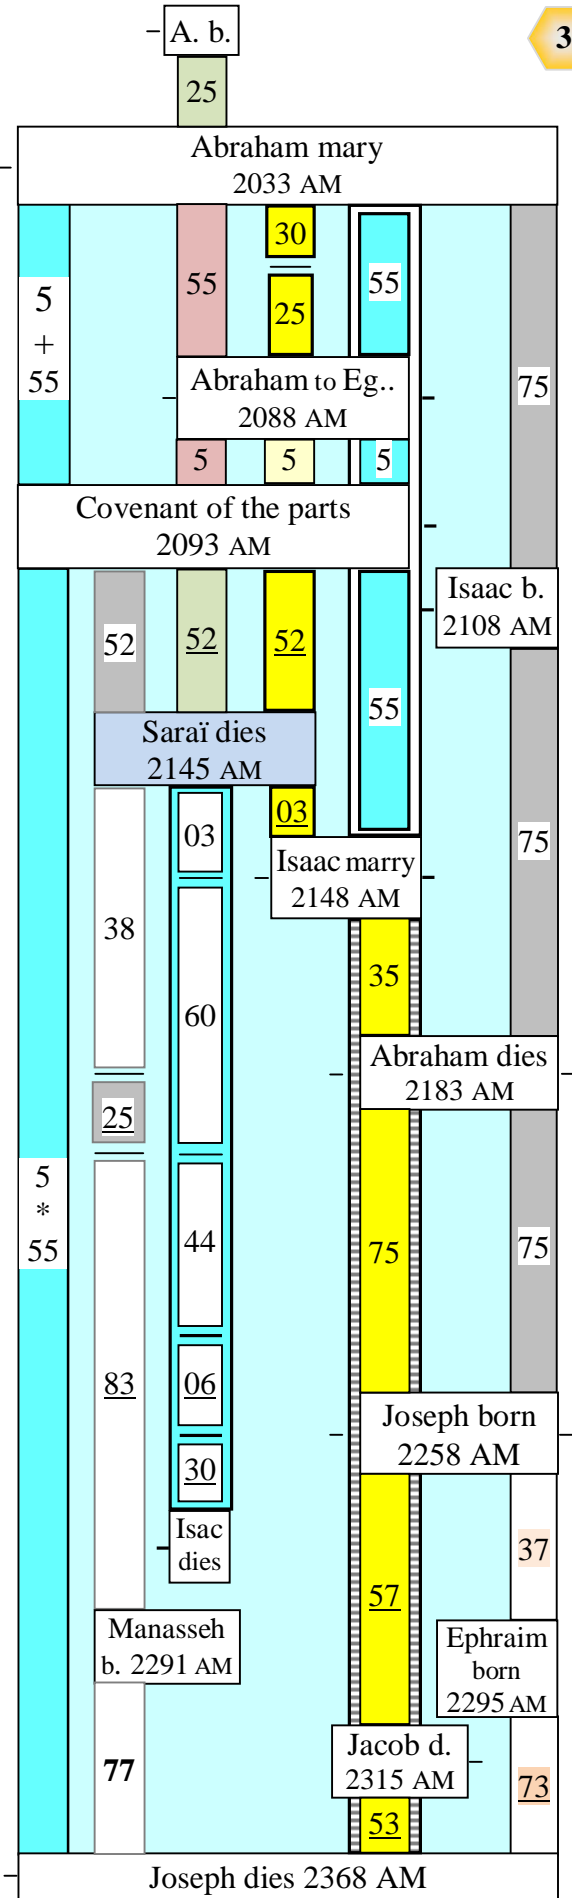 A. b.
3
25
Abraham mary
2033 AM
30
5
+
55
55
25
55
75
Abraham to Eg..
2088 AM
5
5
5
Covenant of the parts
2093 AM
Isaac b.
2108 AM
52
52
52
55
Saraï dies
2145 AM
03
03
75
Isaac marry
2148 AM
38
35
60
Abraham dies
2183 AM
25
5
*
55
44
75
75
83
06
Joseph born
2258 AM
30
Isac
dies
37
57
Manasseh
b. 2291 AM
Ephraim
born
2295 AM
Jacob d.
2315 AM
77
73
53
Joseph dies 2368 AM